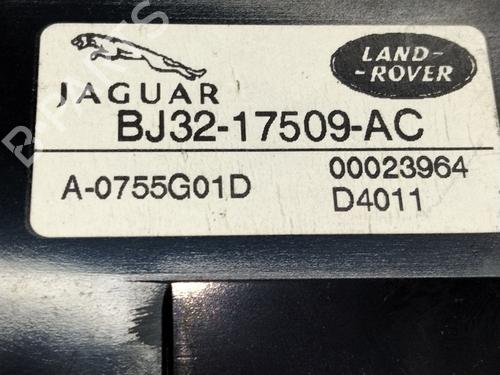 JAGUAR
LAND-
ROVER
BJ32-17509-AC
A-0755G01D
00023964
D4011